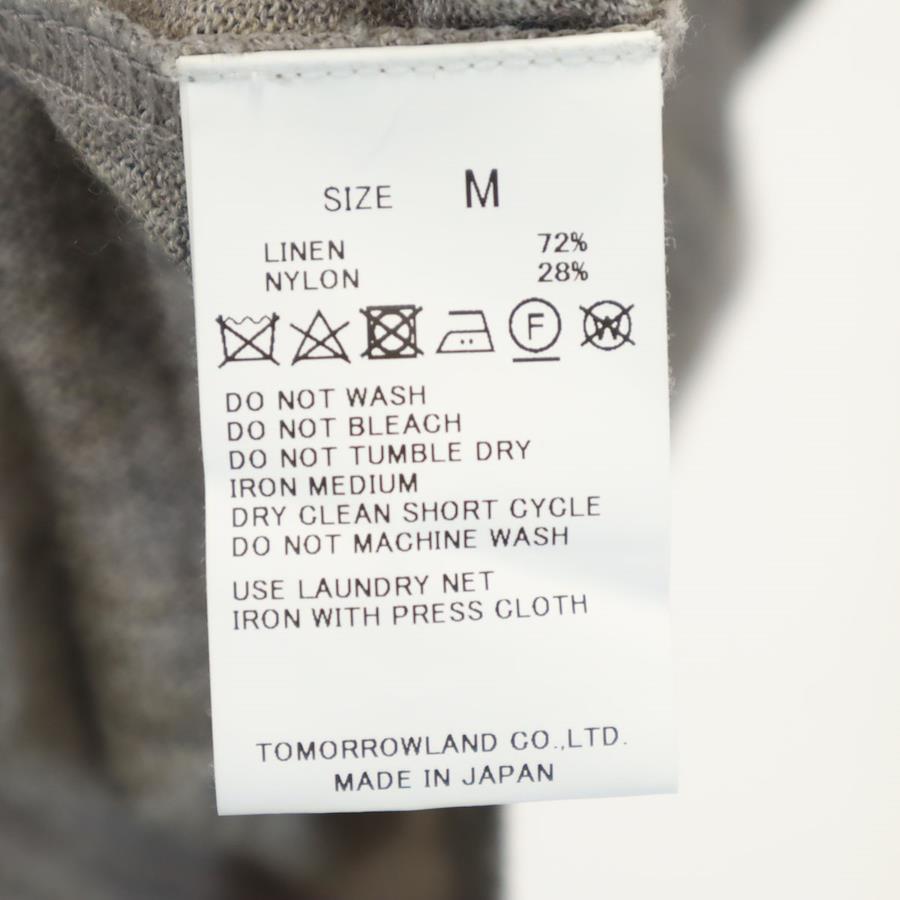 SIZE M
LINEN 72%
NYLON 28%
F W
DO NOT WASH
DO NOT BLEACH
DO NOT TUMBLE DRY
IRON MEDIUM
DRY CLEAN SHORT CYCLE
DO NOT MACHINE WASH
USE LAUNDRY NET
IRON WITH PRESS CLOTH
TOMORROWLAND CO.,LTD.
MADE IN JAPAN